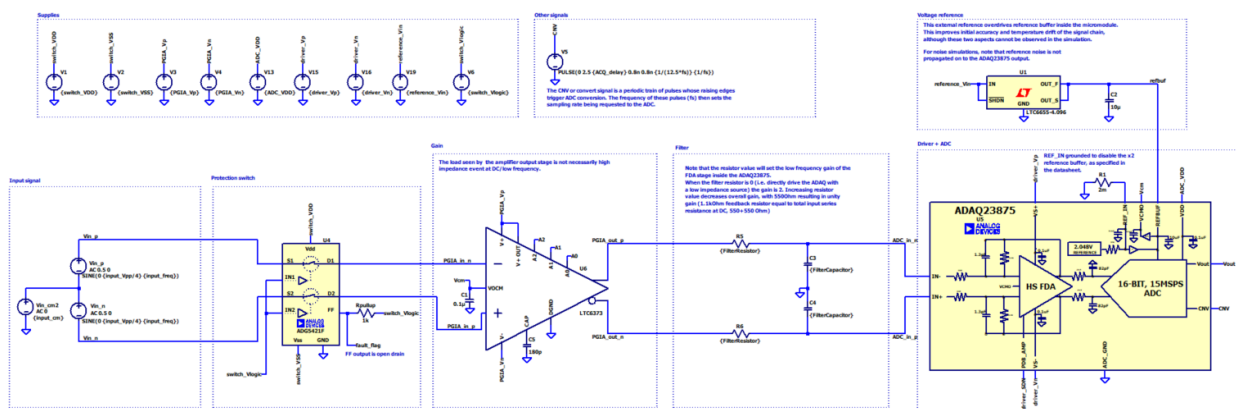 Supplies
switch_VDD
V1
{switch_VDD}
switch_VSS
V2
{switch_VSS}
PGIA_Vp
V3
{PGIA_Vp}
PGIA_Vn
V4
{PGIA_Vn}
ADC_VDD
V13
{ADC_VDD}
driver_Vp
V15
{driver_Vp}
driver_Vn
V16
{driver_Vn}
reference_Vin
V19
{reference_Vin}
switch_Vlogic
V6
{switch_Vlogic}
Other signals
CNV
V5
PULSE(0 2.5 {ACQ_delay} 0.8n 0.8n {1/(12.5*fs)} {1/fs})
The CNV or convert signal is a periodic train of pulses whose raising edges
trigger ADC conversion. The frequency of these pulses (fs) then sets the
sampling rate being requested to the ADC.
Voltage reference
This external reference overdrives reference buffer inside the micromodule.
This improves initial accuracy and temperature drift of the signal chain,
although these two aspects cannot be observed in the simulation.
For noise simulations, note that reference noise is not
propagated on to the ADAQ23875 output.
U1
reference_Vin
IN
SHDN
OUT_F
OUT_S
GND
LTC6655-4.096
refbuf
C2
10µ
Input signal
Vin_p
Vin_p
AC 0.5 0
SINE(0 {input_Vpp/4} {input_freq})
Vin_cm2
AC 0
{input_cm}
Vin_n
AC 0.5 0
SINE(0 {input_Vpp/4} {input_freq})
Vin_n
Protection switch
switch_VDD
U4
Vdd
S1
D1
IN1
S2
D2
IN2
FF
ANALOG
DEVICES
ADG5421F
Vss
GND
Rpullup
1k
switch_Vlogic
fault_flag
FF output is open drain
switch_VSS
switch_Vlogic
Gain
The load seen by the amplifier output stage is not necessarily high
impedance event at DC/low frequency.
PGIA_Vp
V+
V+ OUT
A2
A2
A1
A1
A0
A0
PGIA_in_n
Vcm
VOCM
C1
0.1µ
PGIA_in_p
U6
LTC6373
V-
CAP
DGND
C5
180p
PGIA_Vn
PGIA_out_p
PGIA_out_n
Filter
Note that the resistor value will set the low frequency gain of the
FDA stage inside the ADAQ23875.
When the filter resistor is 0 (i.e. directly drive the ADAQ with
a low impedance source) the gain is 2. Increasing resistor
value decreases overall gain, with 550Ohm resulting in unity
gain (1.1kOhm feedback resistor equal to total input series
resistance at DC, 550+550 Ohm)
R5
{FilterResistor}
C3
{FilterCapacitor}
C4
{FilterCapacitor}
R6
{FilterResistor}
ADC_in_n
ADC_in_p
Driver + ADC
REF_IN grounded to disable the x2
reference buffer, as specified in
the datasheet.
driver_Vp
R1
2m
Vcm
ADC_VDD
VS+
REF_IN
VCMO
REFBUF
VDD
ADAQ23875
U5
ANALOG
DEVICES
2.048V
REFERENCE
IN-
IN+
HS FDA
16-BIT, 15MSPS
ADC
Vout
Vout
CNV
CNV
PDB_AMP
VS-
ADC_GND
driver_SDN
driver_Vn